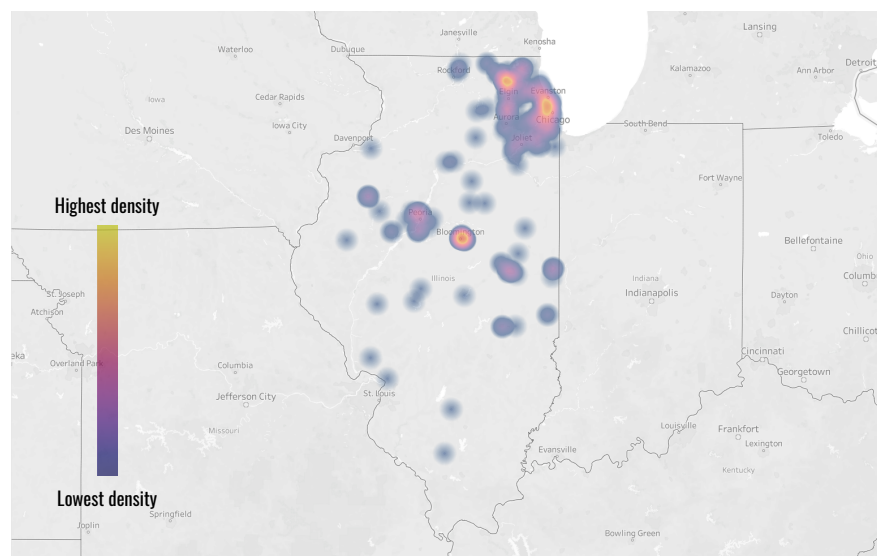 Lansing
Janesville
Kenosha
Waterloo
Dubuque
Detroit
Rockford
Kalamazoo
Ann Arbor
Elgin
Evanston
Iowa
Cedar Rapids
Aurora
Chicago
Iowa City
South Bend
Des Moines
Davenport
Joliet
Toledo
Fort Wayne
Highest density
Peoria
Bloomington
Bellefontaine
Ohio
Illinois
Indiana
Columb
St. Joseph
Indianapolis
Dayton
Atchison
Chillicot
eka
Overland Park
Columbia
Cincinnati
Georgetown
Jefferson City
St. Louis
Missouri
Louisville
Frankfort
Lexington
Evansville
Kentucky
Lowest density
Springfield
Joplin
Bowling Green